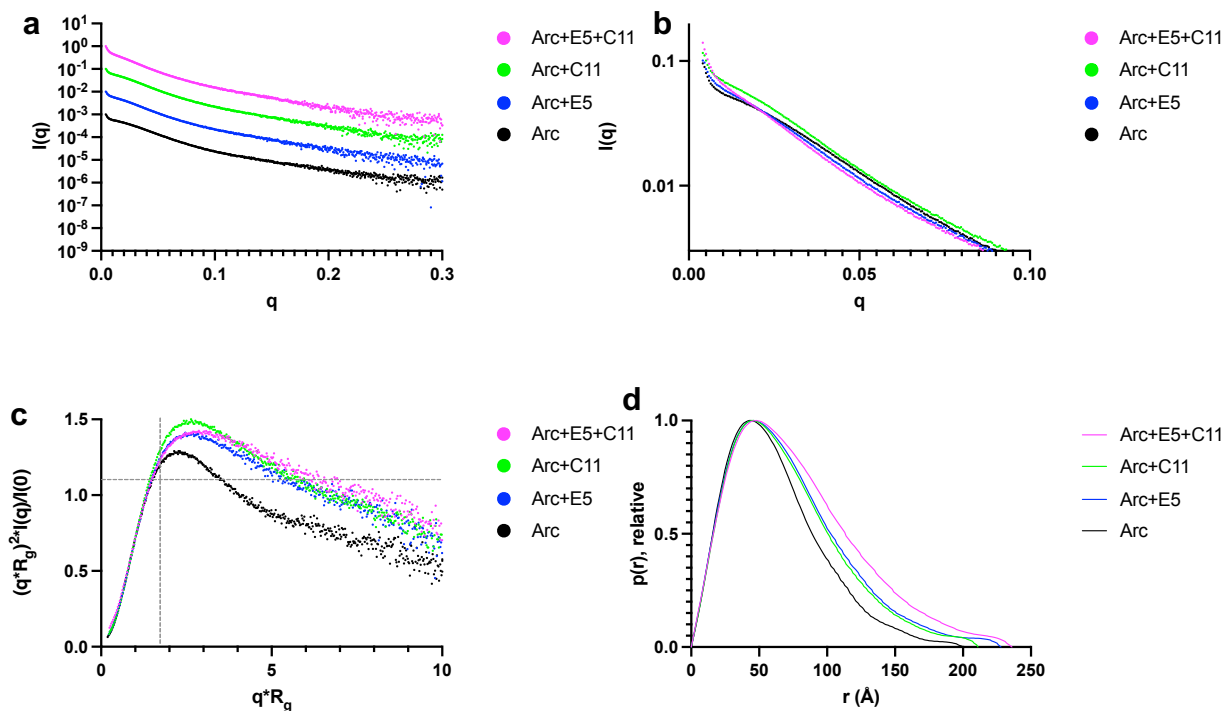 a
I(q)
10¹
10⁰
10⁻¹
10⁻²
10⁻³
10⁻⁴
10⁻⁵
10⁻⁶
10⁻⁷
10⁻⁸
10⁻⁹
0.0
0.1
0.2
0.3
q
Arc+E5+C11
Arc+C11
Arc+E5
Arc
b
I(q)
0.1
0.01
0.00
0.05
0.10
q
Arc+E5+C11
Arc+C11
Arc+E5
Arc
c
(q*Rg)²*I(q)/I(0)
1.5
1.0
0.5
0.0
0
5
10
q*Rg
Arc+E5+C11
Arc+C11
Arc+E5
Arc
d
p(r), relative
1.0
0.5
0.0
0
50
100
150
200
250
r (Å)
Arc+E5+C11
Arc+C11
Arc+E5
Arc